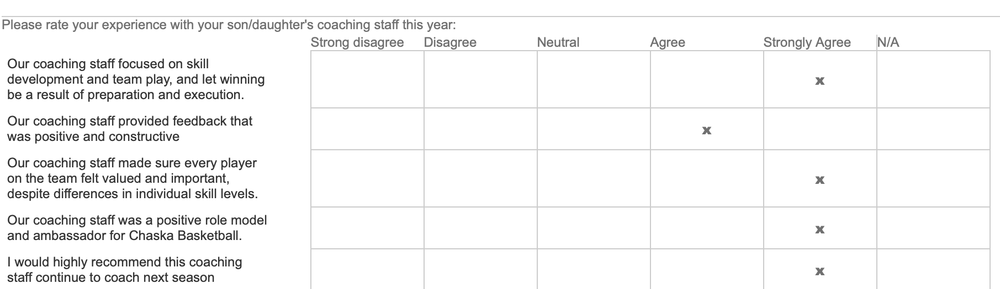 Please rate your experience with your son/daughter's coaching staff this year:
Strong disagree Disagree Neutral Agree Strongly Agree N/A
Our coaching staff focused on skill
development and team play, and let winning
be a result of preparation and execution.
x
Our coaching staff provided feedback that
was positive and constructive
x
Our coaching staff made sure every player
on the team felt valued and important,
despite differences in individual skill levels.
x
Our coaching staff was a positive role model
and ambassador for Chaska Basketball.
x
I would highly recommend this coaching
staff continue to coach next season
x